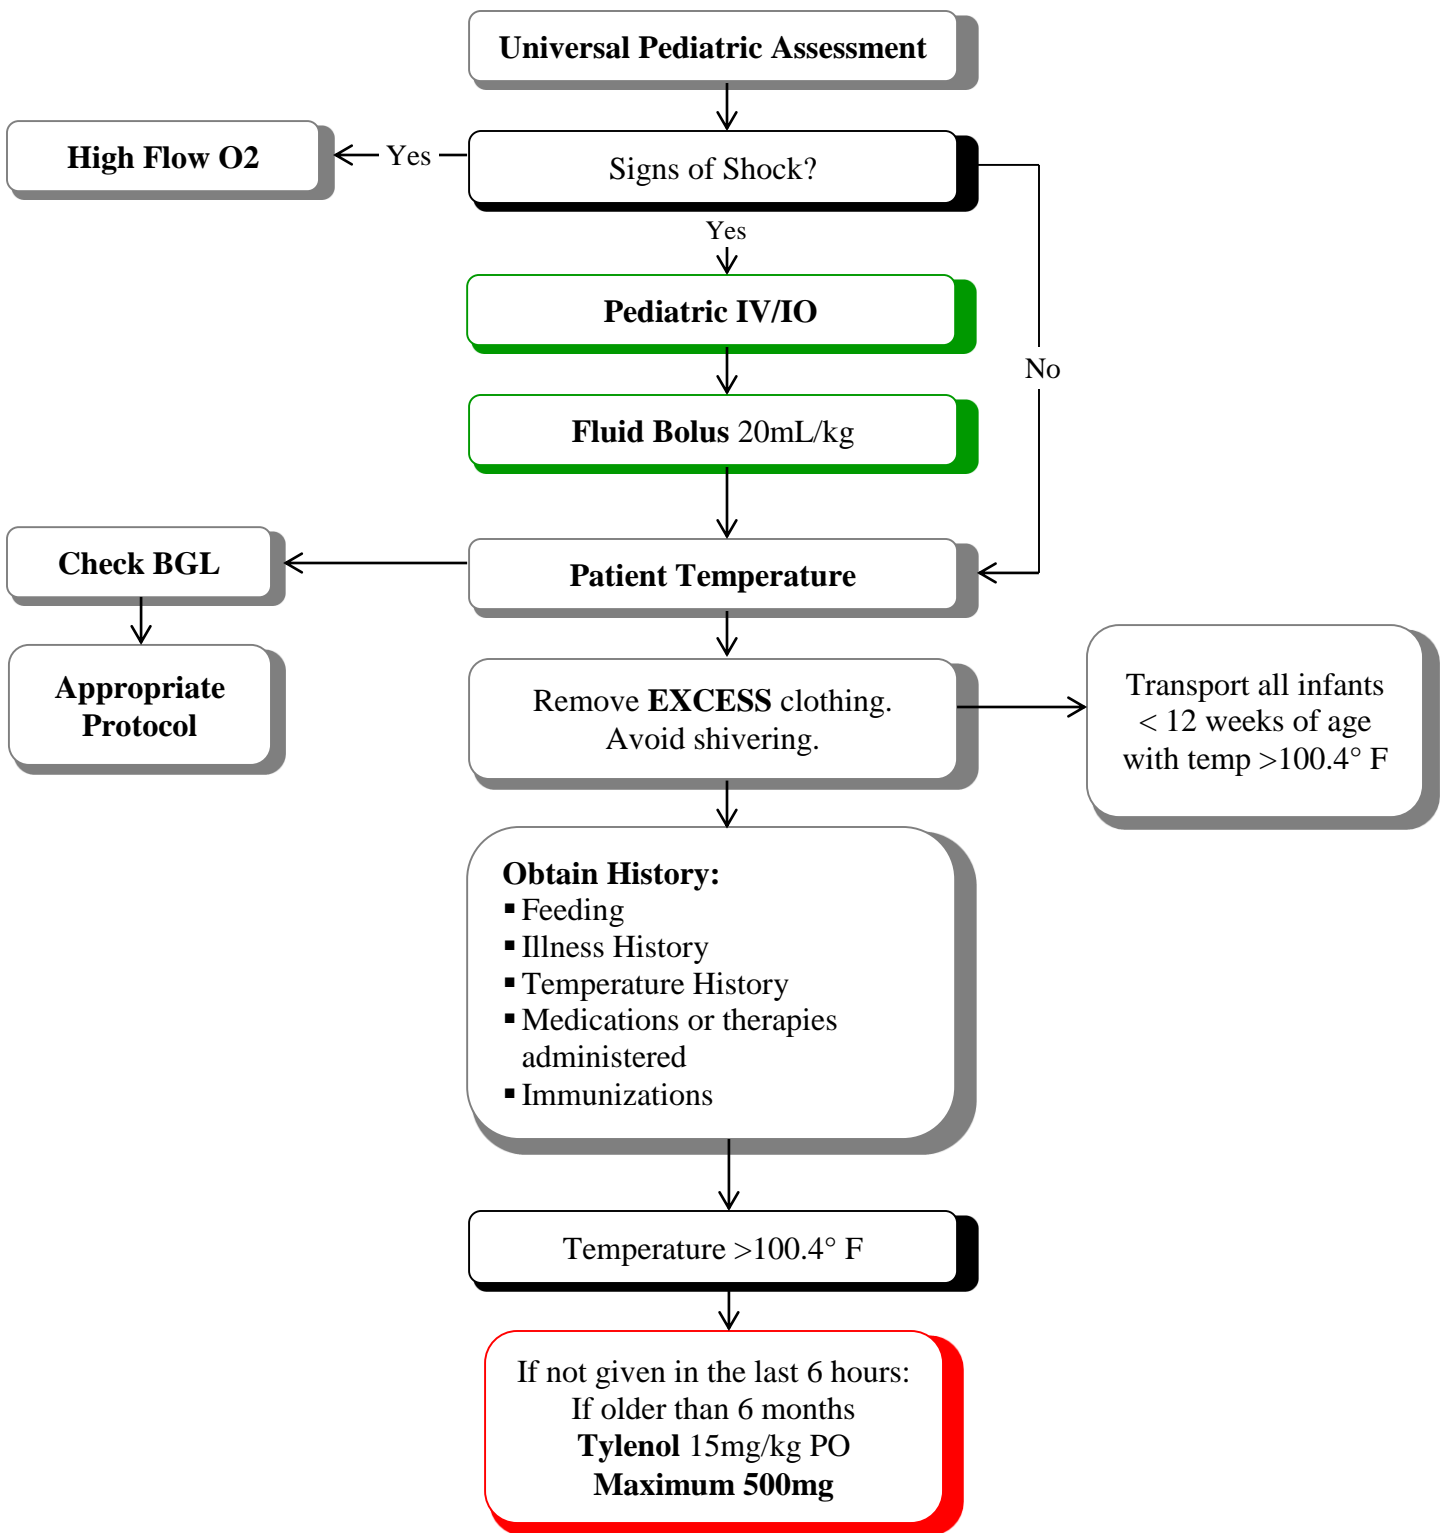 Universal Pediatric Assessment
High Flow O2
Yes
Signs of Shock?
Yes
Pediatric IV/IO
No
Fluid Bolus 20mL/kg
Check BGL
Patient Temperature
Appropriate
Protocol
Remove EXCESS clothing.
Avoid shivering.
Transport all infants
< 12 weeks of age
with temp >100.4° F
Obtain History:
▪ Feeding
▪ Illness History
▪ Temperature History
▪ Medications or therapies
administered
▪ Immunizations
Temperature >100.4° F
If not given in the last 6 hours:
If older than 6 months
Tylenol 15mg/kg PO
Maximum 500mg